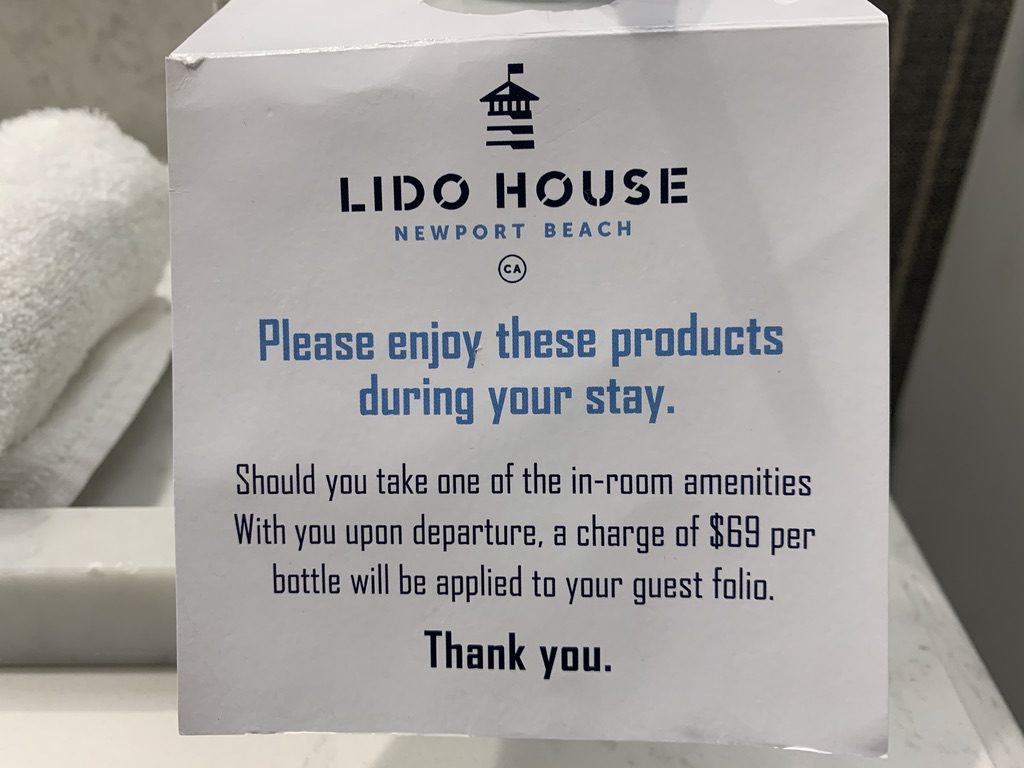 LIDO HOUSE
NEWPORT BEACH
CA
Please enjoy these products
during your stay.
Should you take one of the in-room amenities
With you upon departure, a charge of $69 per
bottle will be applied to your guest folio.
Thank you.